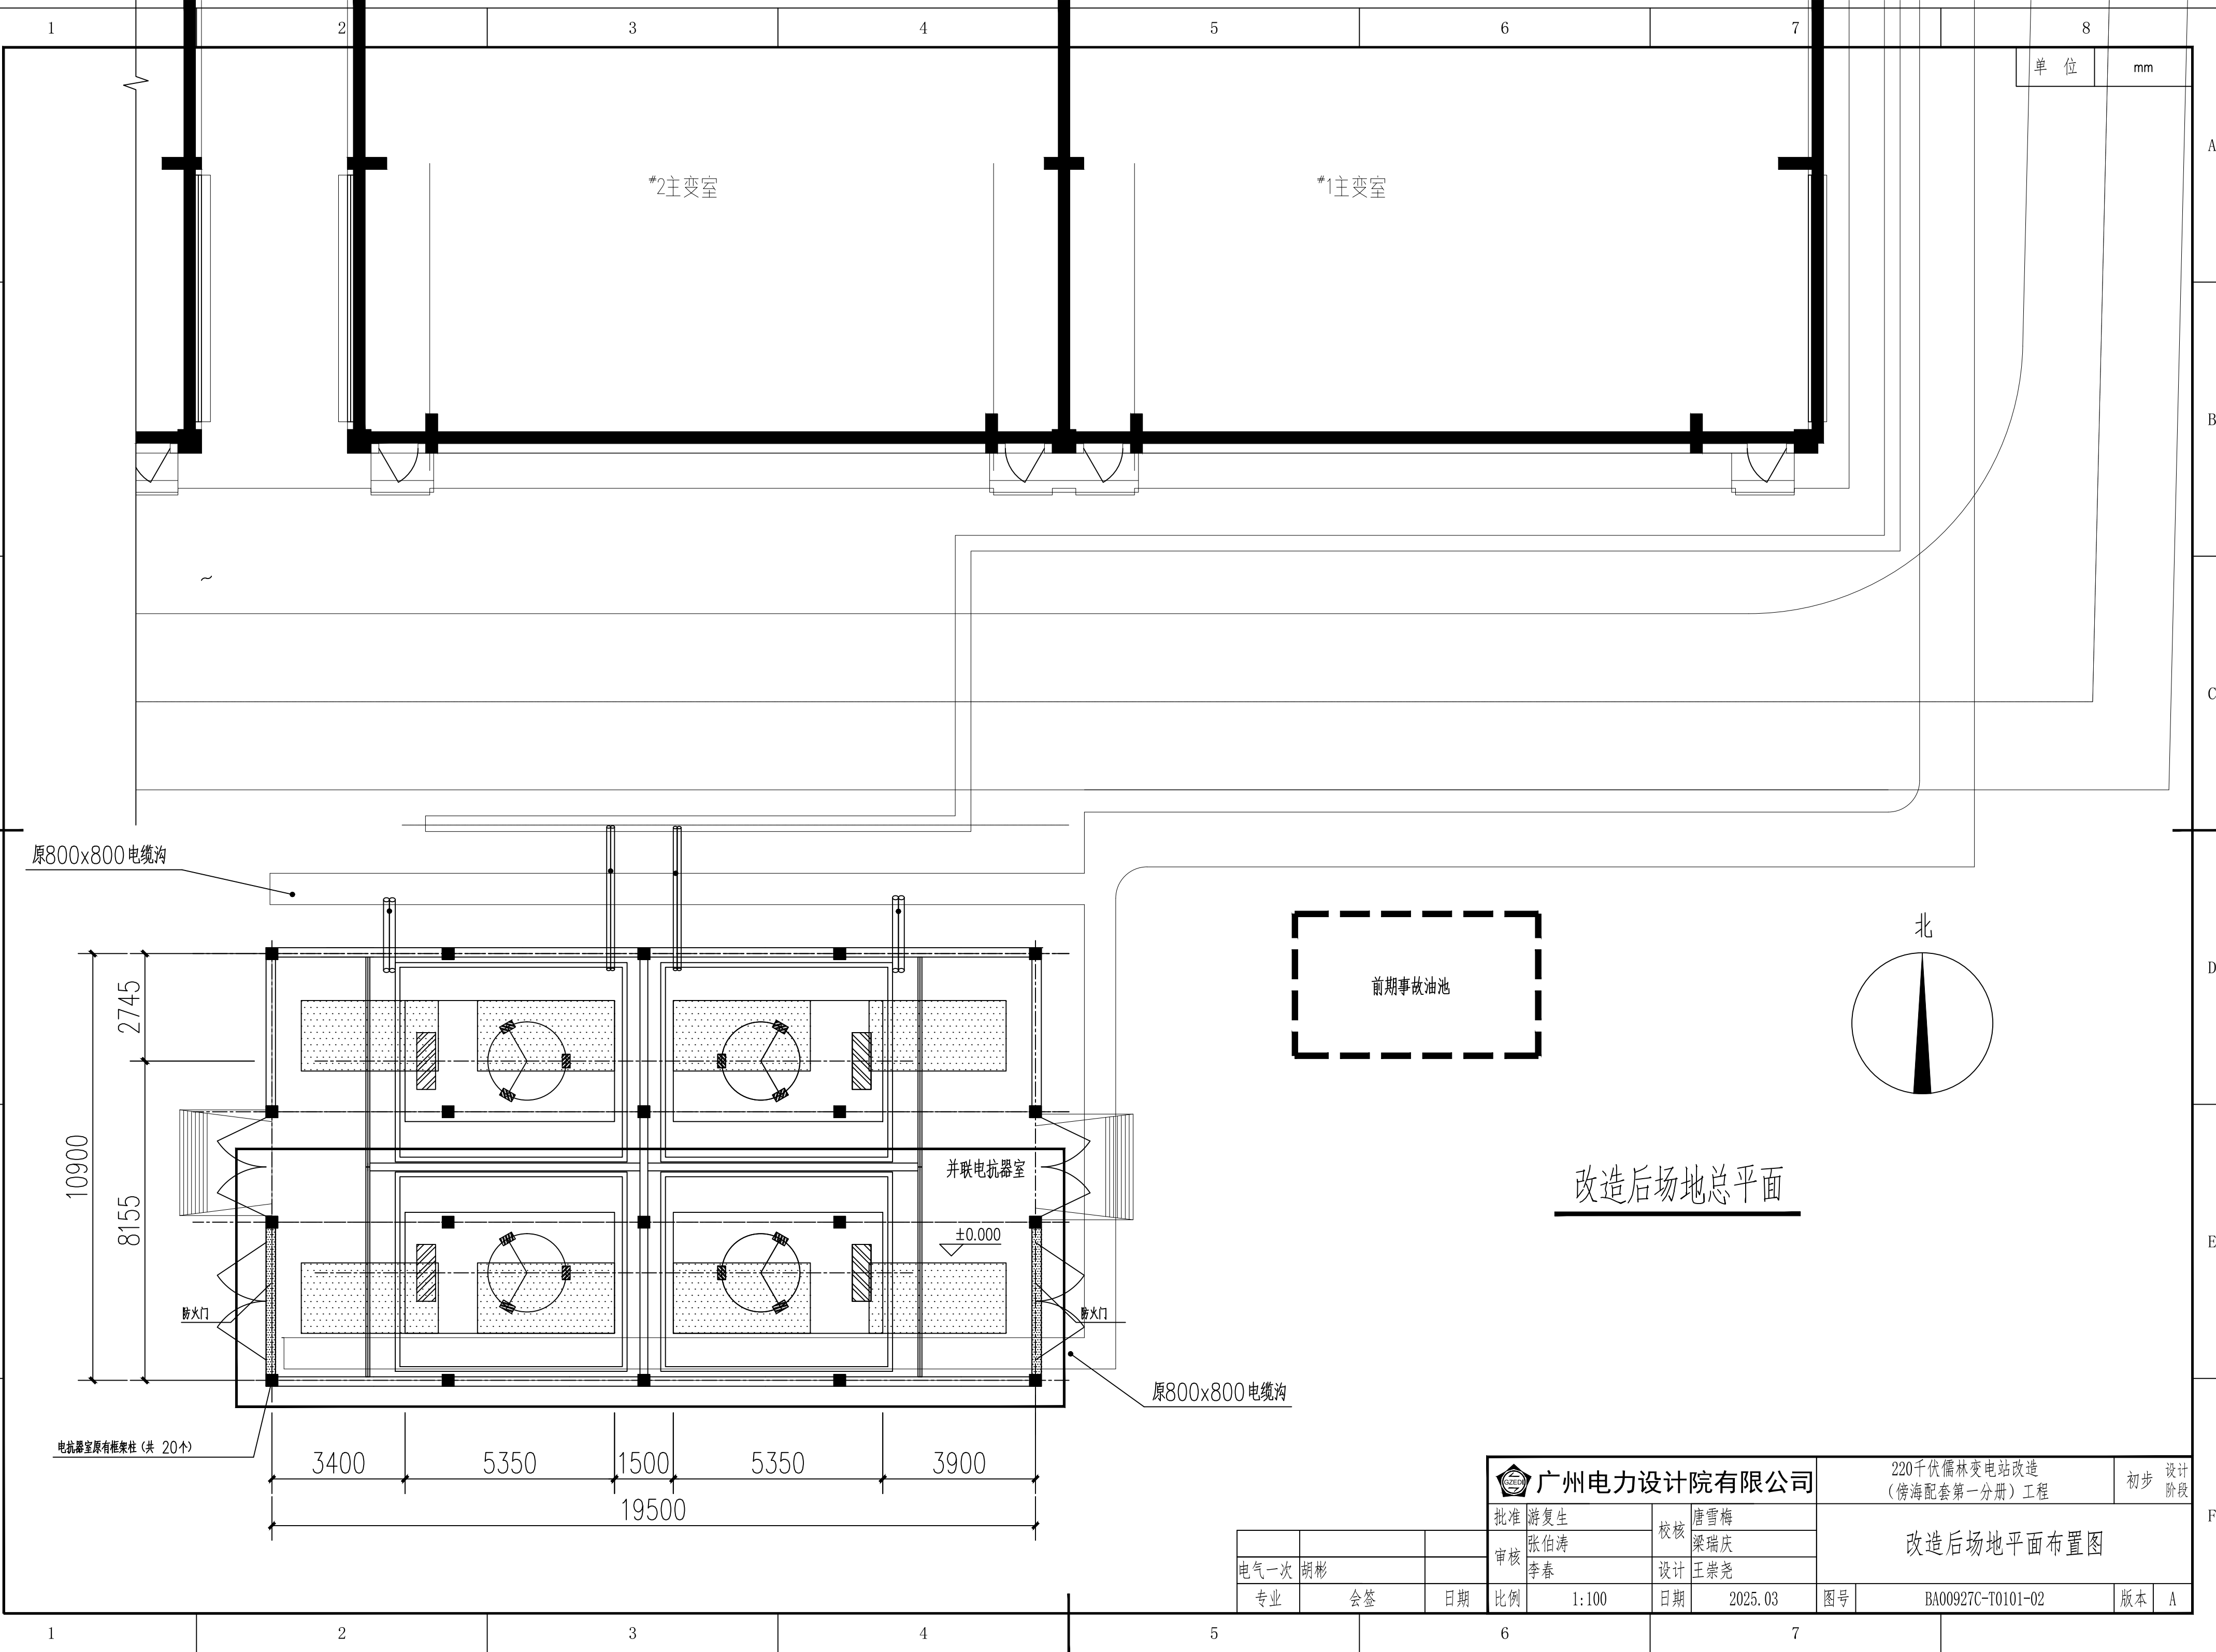 1 2 3 4 5 6 7 8
单 位 mm
A
#2主变室 #1主变室
B
C
原800x800电缆沟
北
D
前期事故油池
2745
10900
8155
并联电抗器室
改造后场地总平面
±0.000
E
防火门 防火门
原800x800电缆沟
电抗器室原有框架柱(共 20个)
3400 5350 1500 5350 3900
19500
GZEDI
广州电力设计院有限公司
220千伏儒林变电站改造
(傍海配套第一分册)工程
初步 设计
阶段
批准 游复生 校核 唐雪梅
审核 张伯涛 梁瑞庆
改造后场地平面布置图
F
电气一次 胡彬 李春 设计 王崇尧
专业 会签 日期 比例 1:100 日期 2025.03 图号 BA00927C-T0101-02 版本 A
1 2 3 4 5 6 7